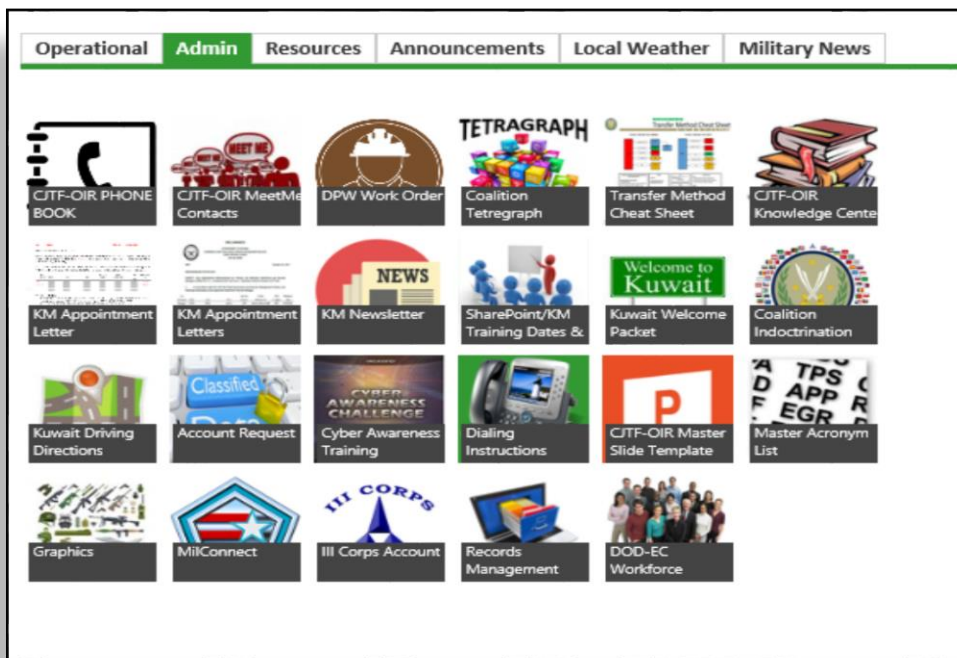 Operational Admin Resources Announcements Local Weather Military News
MEET ME
TETRAGRAPH
Transfer Method Cheat Sheet
CJTF-OIR PHONE
BOOK
CJTF-OIR MeetMe
Contacts
DPW Work Order
Coalition
Tetregraph
Transfer Method
Cheat Sheet
CJTF-OIR
Knowledge Cente
NEWS
Welcome to
Kuwait
KM Appointment
Letter
KM Appointment
Letters
KM Newsletter
SharePoint/KM
Training Dates &
Kuwait Welcome
Packet
Coalition
Indoctrination
Classified
CYBER
AWARENESS
CHALLENGE
P
TPS
APP
EGR
Kuwait Driving
Directions
Account Request
Cyber Awareness
Training
Dialing
Instructions
CJTF-OIR Master
Slide Template
Master Acronym
List
III CORPS
Graphics
MilConnect
III Corps Account
Records
Management
DOD-EC
Workforce